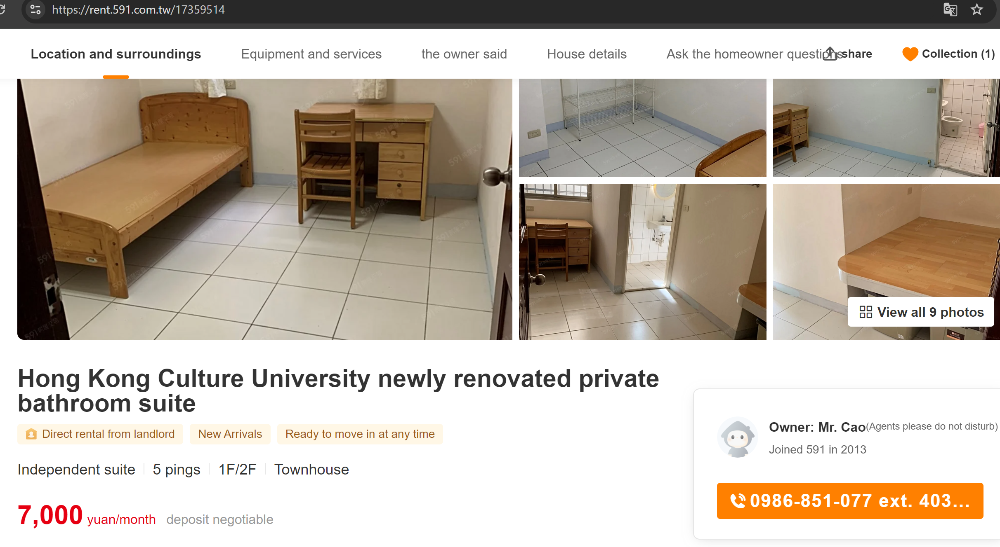 https://rent.591.com.tw/17359514
Location and surroundings
Equipment and services
the owner said
House details
Ask the homeowner questions
share
Collection (1)
View all 9 photos
Hong Kong Culture University newly renovated private
bathroom suite
Direct rental from landlord
New Arrivals
Ready to move in at any time
Independent suite
5 pings
1F/2F
Townhouse
7,000 yuan/month deposit negotiable
Owner: Mr. Cao(Agents please do not disturb)
Joined 591 in 2013
0986-851-077 ext. 403...